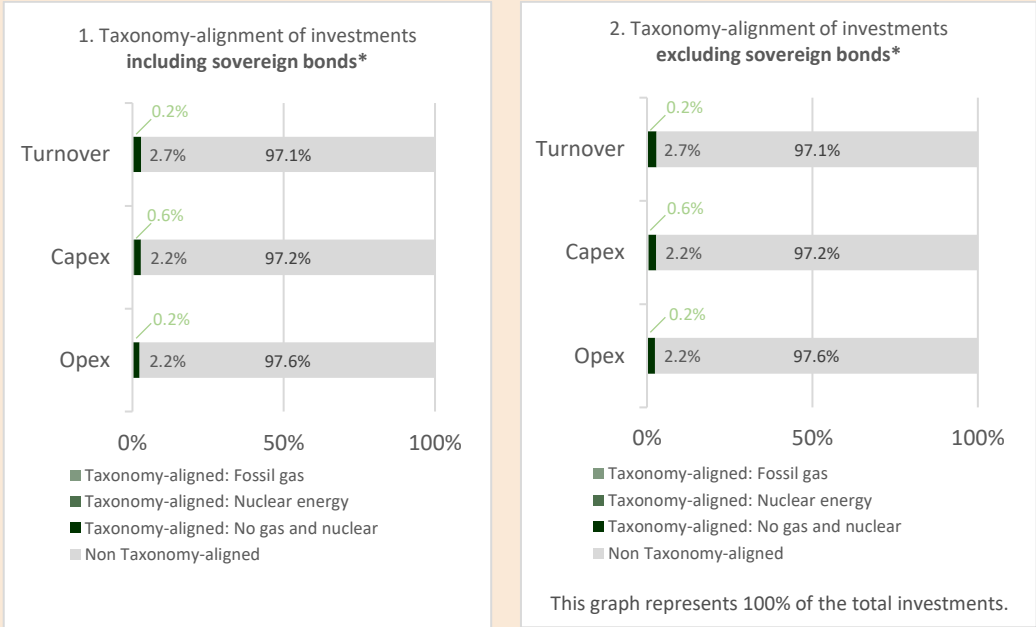 1. Taxonomy-alignment of investments
including sovereign bonds*
0.2%
Turnover 2.7% 97.1%
0.6%
Capex 2.2% 97.2%
0.2%
Opex 2.2% 97.6%
0% 50% 100%
Taxonomy-aligned: Fossil gas
Taxonomy-aligned: Nuclear energy
Taxonomy-aligned: No gas and nuclear
Non Taxonomy-aligned
2. Taxonomy-alignment of investments
excluding sovereign bonds*
0.2%
Turnover 2.7% 97.1%
0.6%
Capex 2.2% 97.2%
0.2%
Opex 2.2% 97.6%
0% 50% 100%
Taxonomy-aligned: Fossil gas
Taxonomy-aligned: Nuclear energy
Taxonomy-aligned: No gas and nuclear
Non Taxonomy-aligned
This graph represents 100% of the total investments.